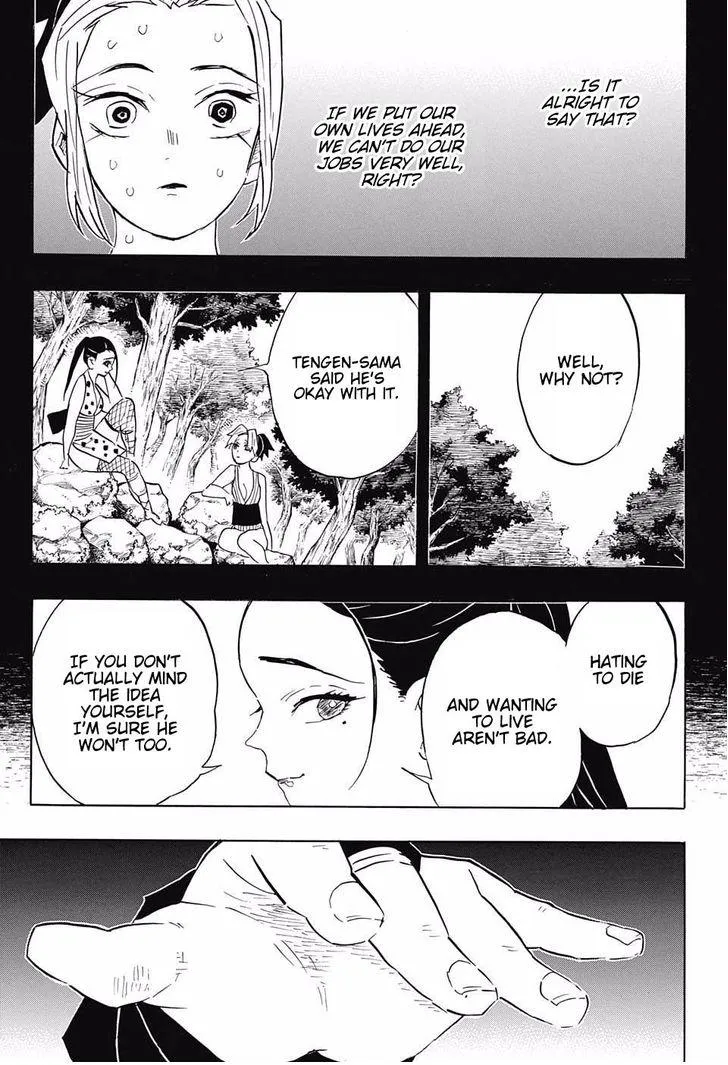 ...IS IT
ALRIGHT TO
SAY THAT?
IF WE PUT OUR
OWN LIVES AHEAD,
WE CAN'T DO OUR
JOBS VERY WELL,
RIGHT?
WELL,
WHY NOT?
TENGEN-SAMA
SAID HE'S
OKAY WITH IT.
HATING
TO DIE
AND WANTING
TO LIVE
AREN'T BAD.
IF YOU DON'T
ACTUALLY MIND
THE IDEA
YOURSELF,
I'M SURE HE
WON'T TOO.